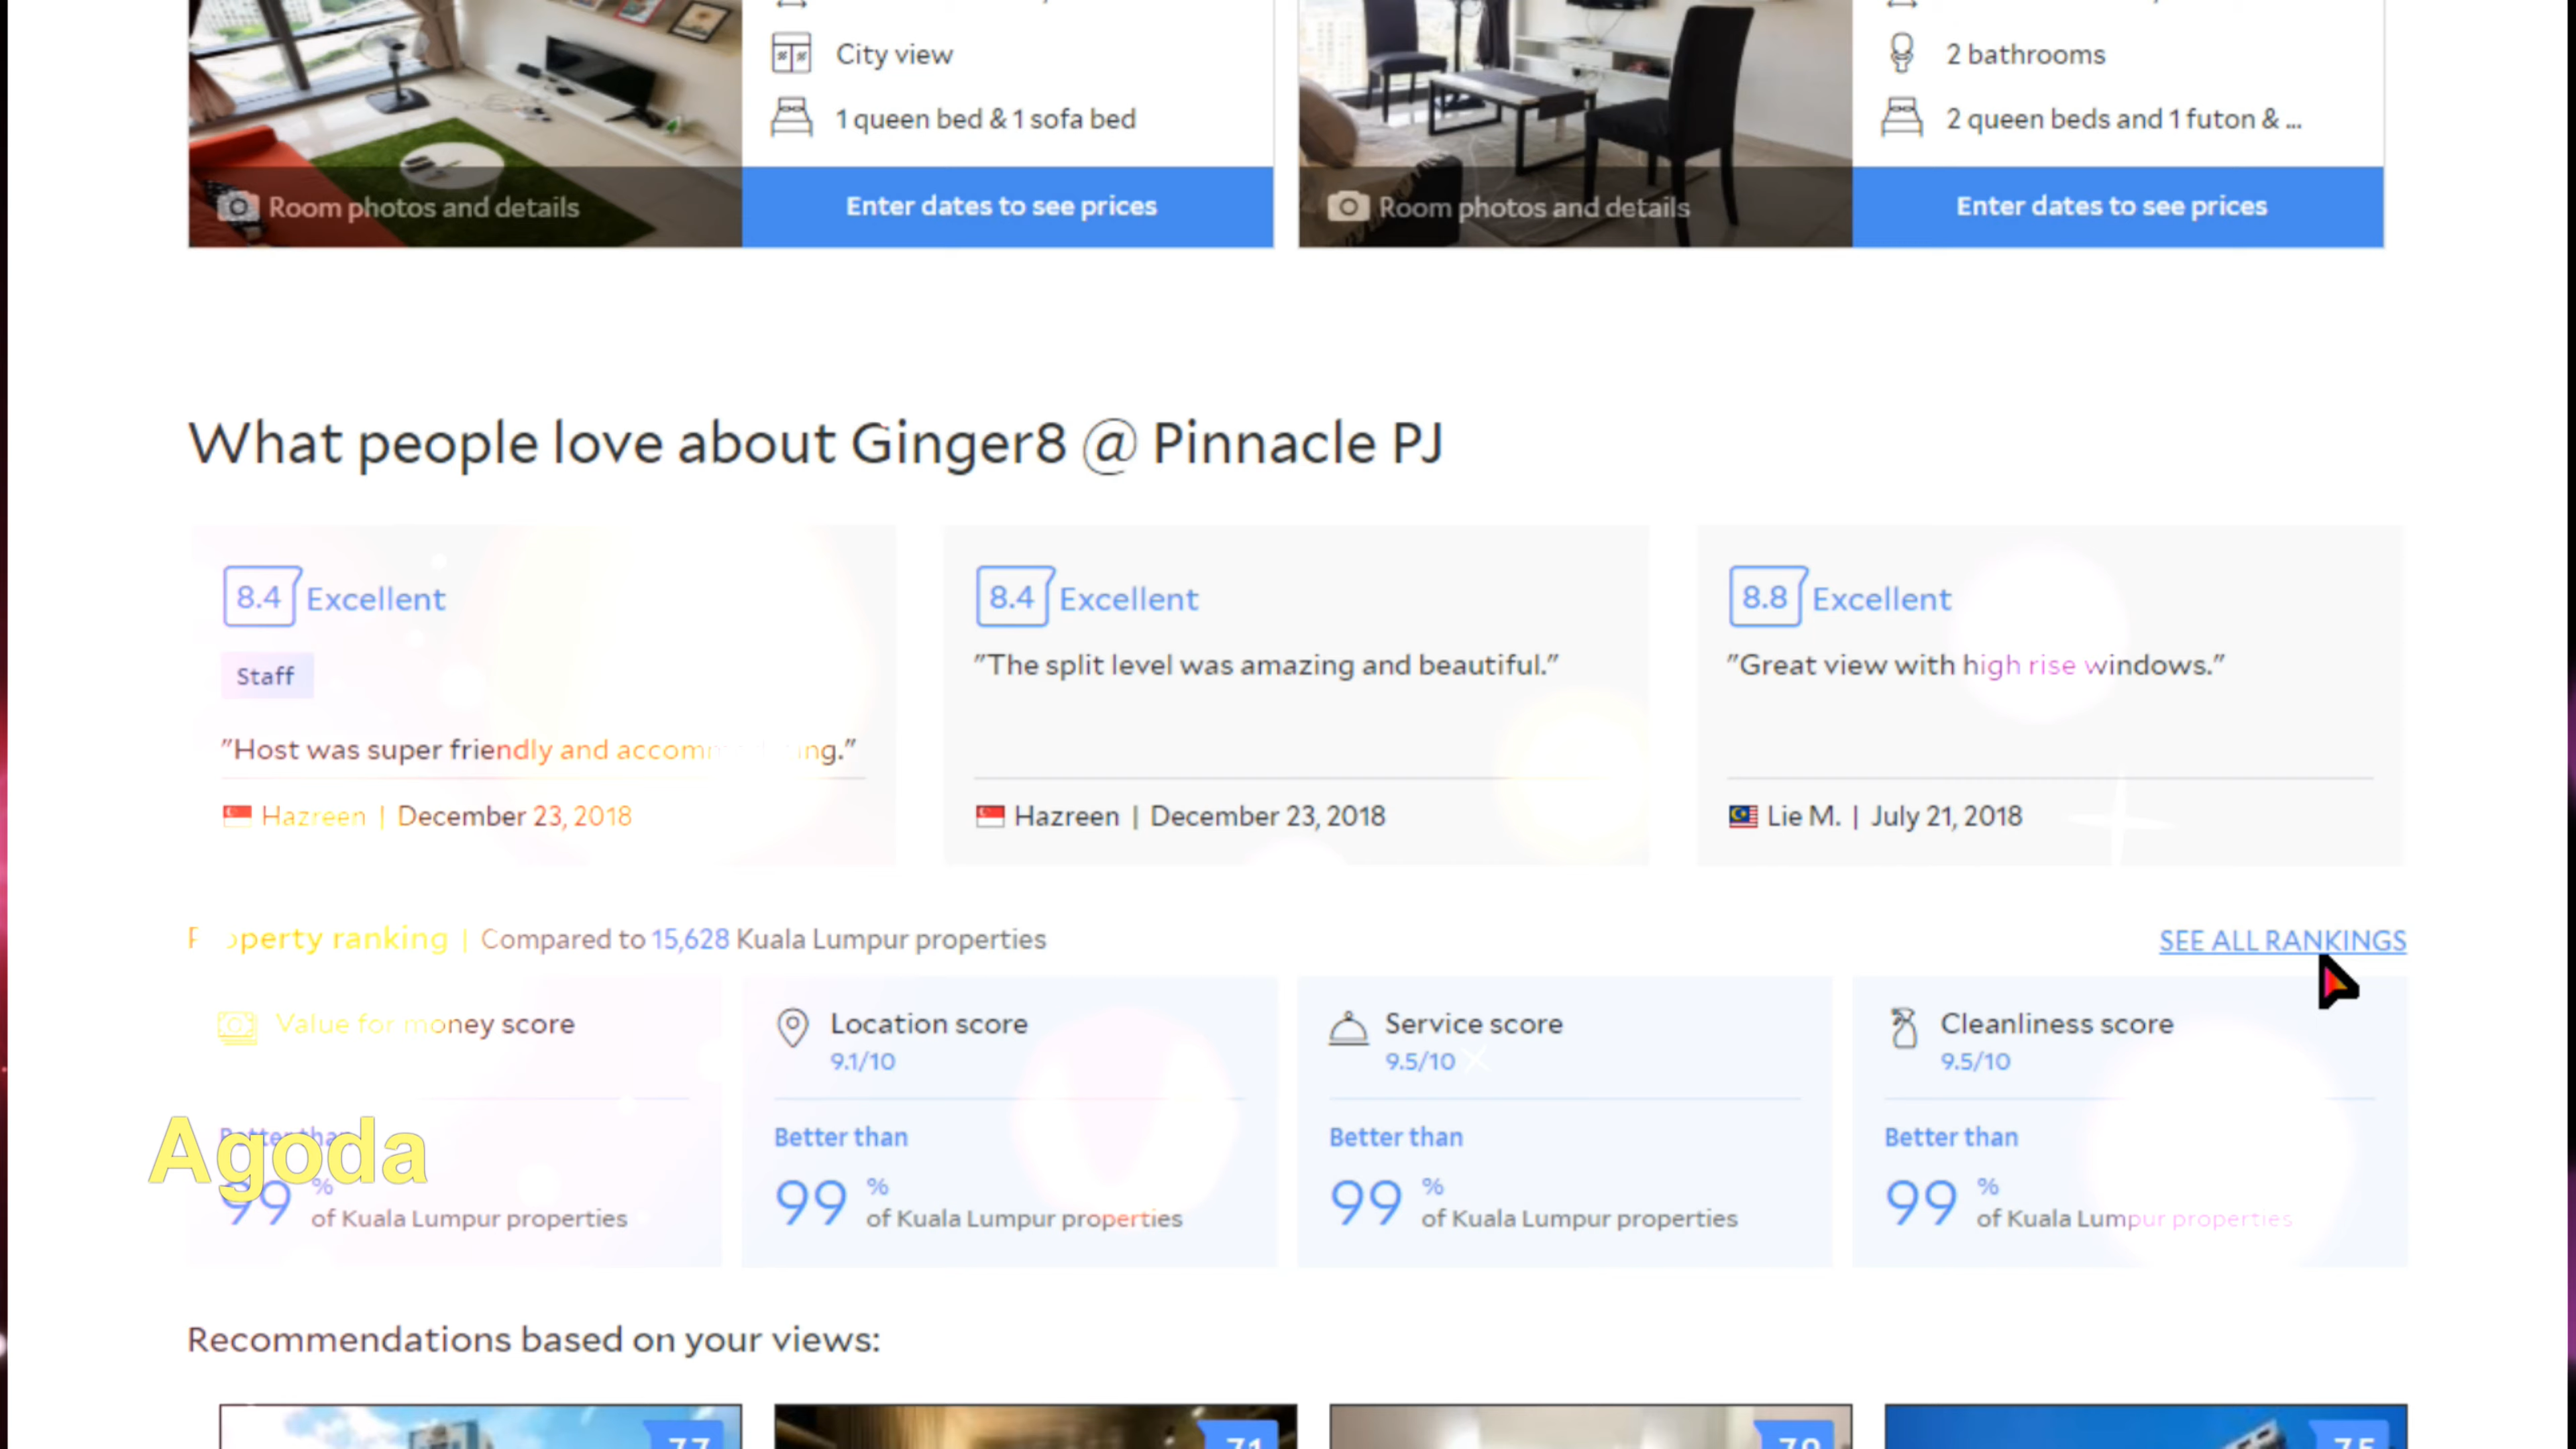 City view
1 queen bed & 1 sofa bed
Room photos and details
Enter dates to see prices
2 bathrooms
2 queen beds and 1 futon & ...
Room photos and details
Enter dates to see prices
What people love about Ginger8 @ Pinnacle PJ
8.4 Excellent
Staff
"Host was super friendly and
Hazreen | December 23, 2018
8.4 Excellent
"The split level was amazing and beautiful."
Hazreen | December 23, 2018
8.8 Excellent
"Great view with high rise windows."
Lie M. | July 21, 2018
Property ranking | Compared to 15,628 Kuala Lumpur properties
SEE ALL RANKINGS
Value for money score
Better than
99 %
of Kuala Lumpur properties
Agoda
Location score
9.1/10
Better than
99 %
of Kuala Lumpur properties
Service score
9.5/10
Better than
99 %
of Kuala Lumpur properties
Cleanliness score
9.5/10
Better than
99 %
of Kuala Lumpur properties
Recommendations based on your views: